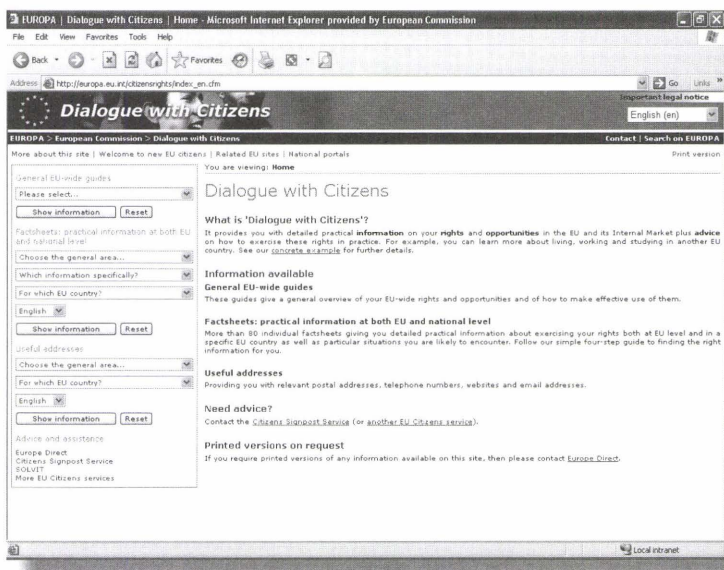 EUROPA | Dialogue with Citizens | Home - Microsoft Internet Explorer provided by European Commission
File Edit View Favorites Tools Help
Back Favorites
Address http://europa.eu.int/citizensrights/index_en.cfm Go Links »
Important legal notice
Dialogue with Citizens
English (en)
EUROPA > European Commission > Dialogue with Citizens Contact | Search on EUROPA
More about this site | Welcome to new EU citizens | Related EU sites | National portals Print version
General EU-wide guides
Please select...
Show information Reset
Factsheets: practical information at both EU
and national level
Choose the general area...
Which information specifically?
For which EU country?
English
Show information Reset
Useful addresses
Choose the general area...
For which EU country?
English
Show information Reset
Advice and assistance
Europe Direct
Citizens Signpost Service
SOLVIT
More EU Citizens services
You are viewing: Home
Dialogue with Citizens
What is 'Dialogue with Citizens'?
It provides you with detailed practical information on your rights and opportunities in the EU and its Internal Market plus advice
on how to exercise these rights in practice. For example, you can learn more about living, working and studying in another EU
country. See our concrete example for further details.
Information available
General EU-wide guides
These guides give a general overview of your EU-wide rights and opportunities and of how to make effective use of them.
Factsheets: practical information at both EU and national level
More than 80 individual factsheets giving you detailed practical information about exercising your rights both at EU level and in a
specific EU country as well as particular situations you are likely to encounter. Follow our simple four-step guide to finding the right
information for you.
Useful addresses
Providing you with relevant postal addresses, telephone numbers, websites and email addresses.
Need advice?
Contact the Citizens Signpost Service (or another EU Citizens service).
Printed versions on request
If you require printed versions of any information available on this site, then please contact Europe Direct.
Local intranet